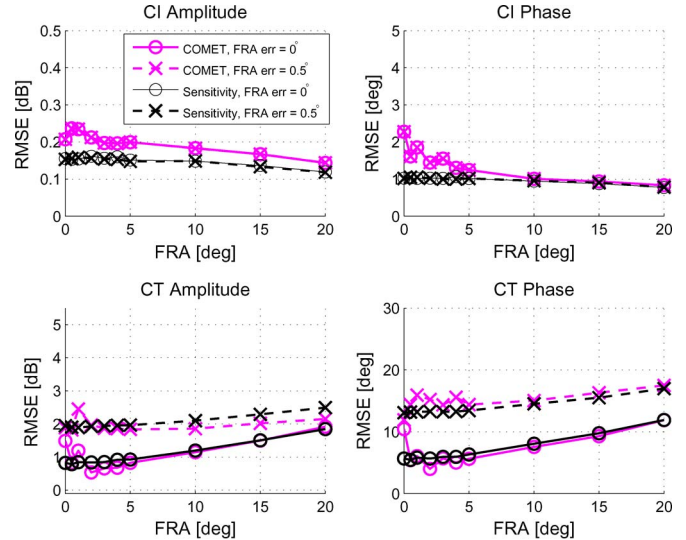 CI Amplitude
RMSE [dB]
0.5
0.4
0.3
0.2
0.1
0
0 5 10 15 20
FRA [deg]
COMET, FRA err = 0°
COMET, FRA err = 0.5°
Sensitivity, FRA err = 0°
Sensitivity, FRA err = 0.5°
CI Phase
RMSE [deg]
5
4
3
2
1
0
0 5 10 15 20
FRA [deg]
CT Amplitude
RMSE [dB]
5
4
3
2
1
0
0 5 10 15 20
FRA [deg]
CT Phase
RMSE [deg]
30
20
10
0
0 5 10 15 20
FRA [deg]